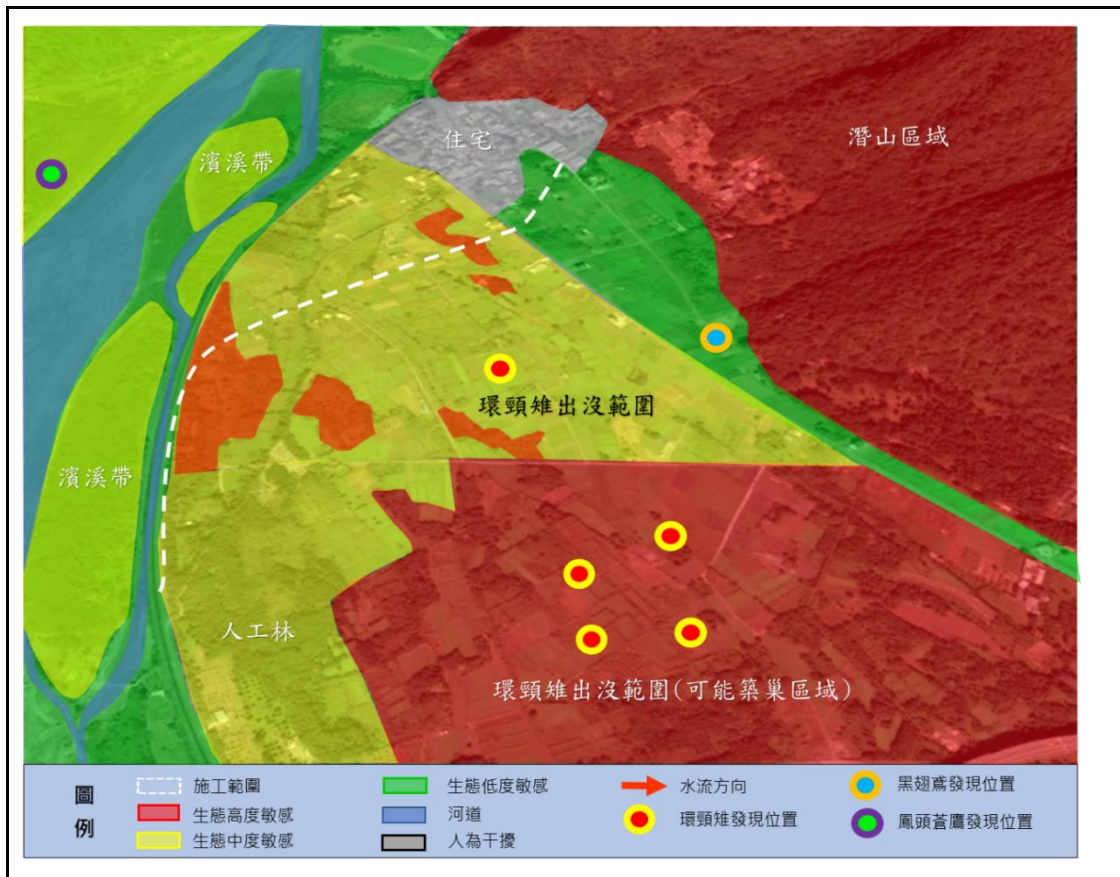 住宅
潛山區域
濱溪帶
環頸雉出沒範圍
濱溪帶
人工林
環頸雉出沒範圍(可能築巢區域)
圖例
施工範圍
生態高度敏感
生態中度敏感
生態低度敏感
河道
人為干擾
水流方向
環頸雉發現位置
黑翅鳶發現位置
鳳頭蒼鷹發現位置